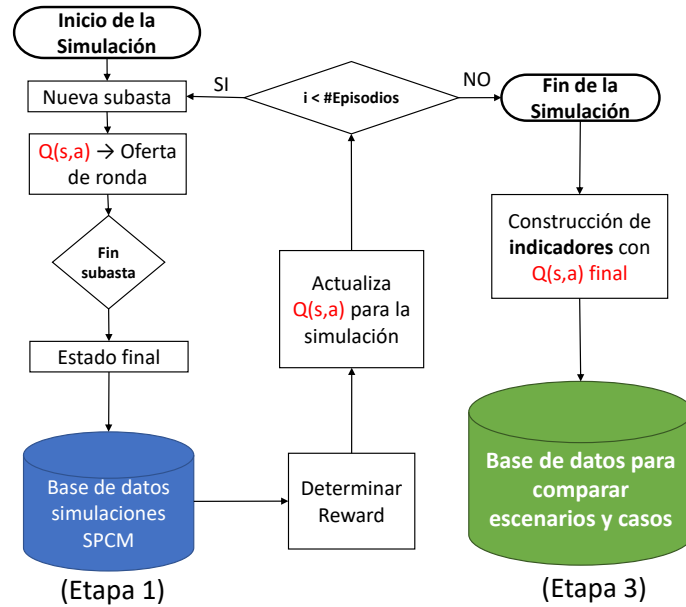 Inicio de la
Simulación
Nueva subasta
Q(s,a) → Oferta
de ronda
Fin
subasta
Estado final
Base de datos
simulaciones
SPCM
(Etapa 1)
SI
i < #Episodios
NO
Actualiza
Q(s,a) para la
simulación
Determinar
Reward
Fin de la
Simulación
Construcción de
indicadores con
Q(s,a) final
Base de datos para
comparar
escenarios y casos
(Etapa 3)